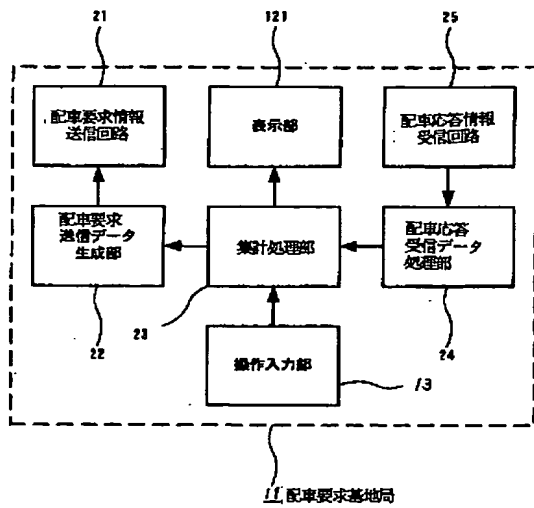 21
121
25
配車要求情報
送信回路
表示部
配車応答情報
受信回路
配車要求
送信データ
生成部
集計処理部
配車応答
受信データ
処理部
22
23
24
操作入力部
13
11 配車要求基地局